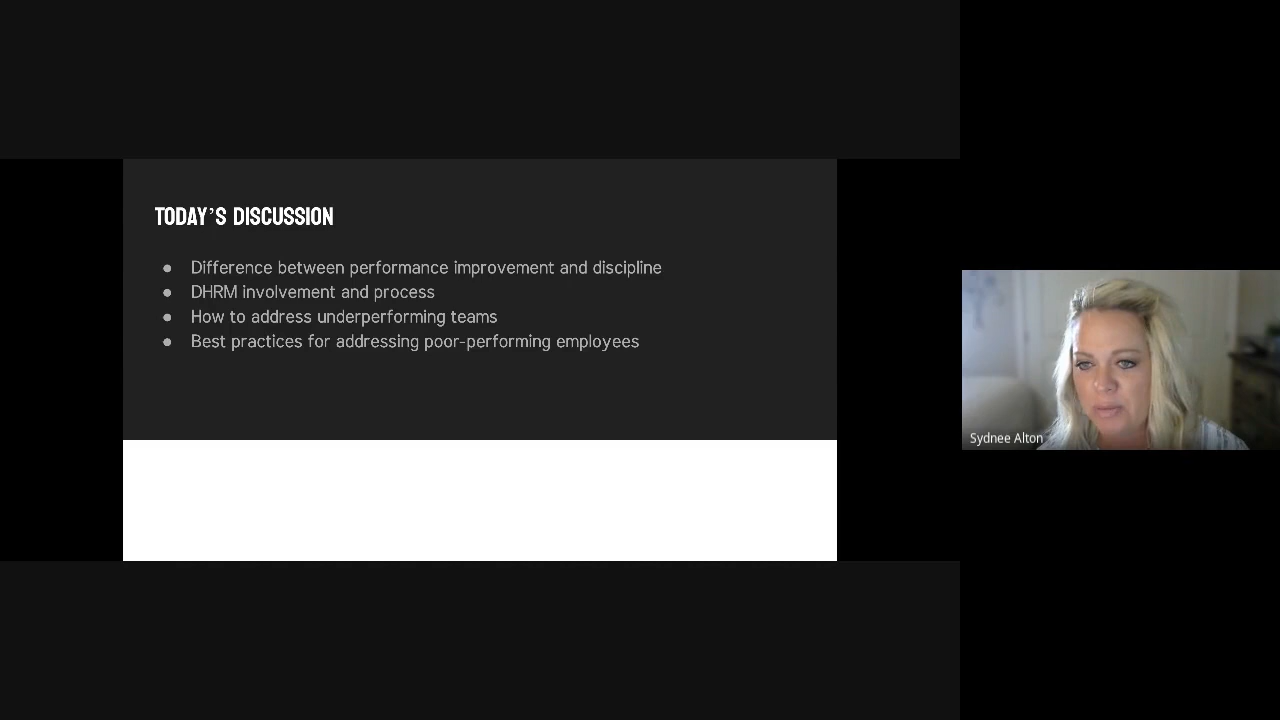 TODAY’S DISCUSSION
● Difference between performance improvement and discipline
● DHRM involvement and process
● How to address underperforming teams
● Best practices for addressing poor-performing employees
Sydnee Alton